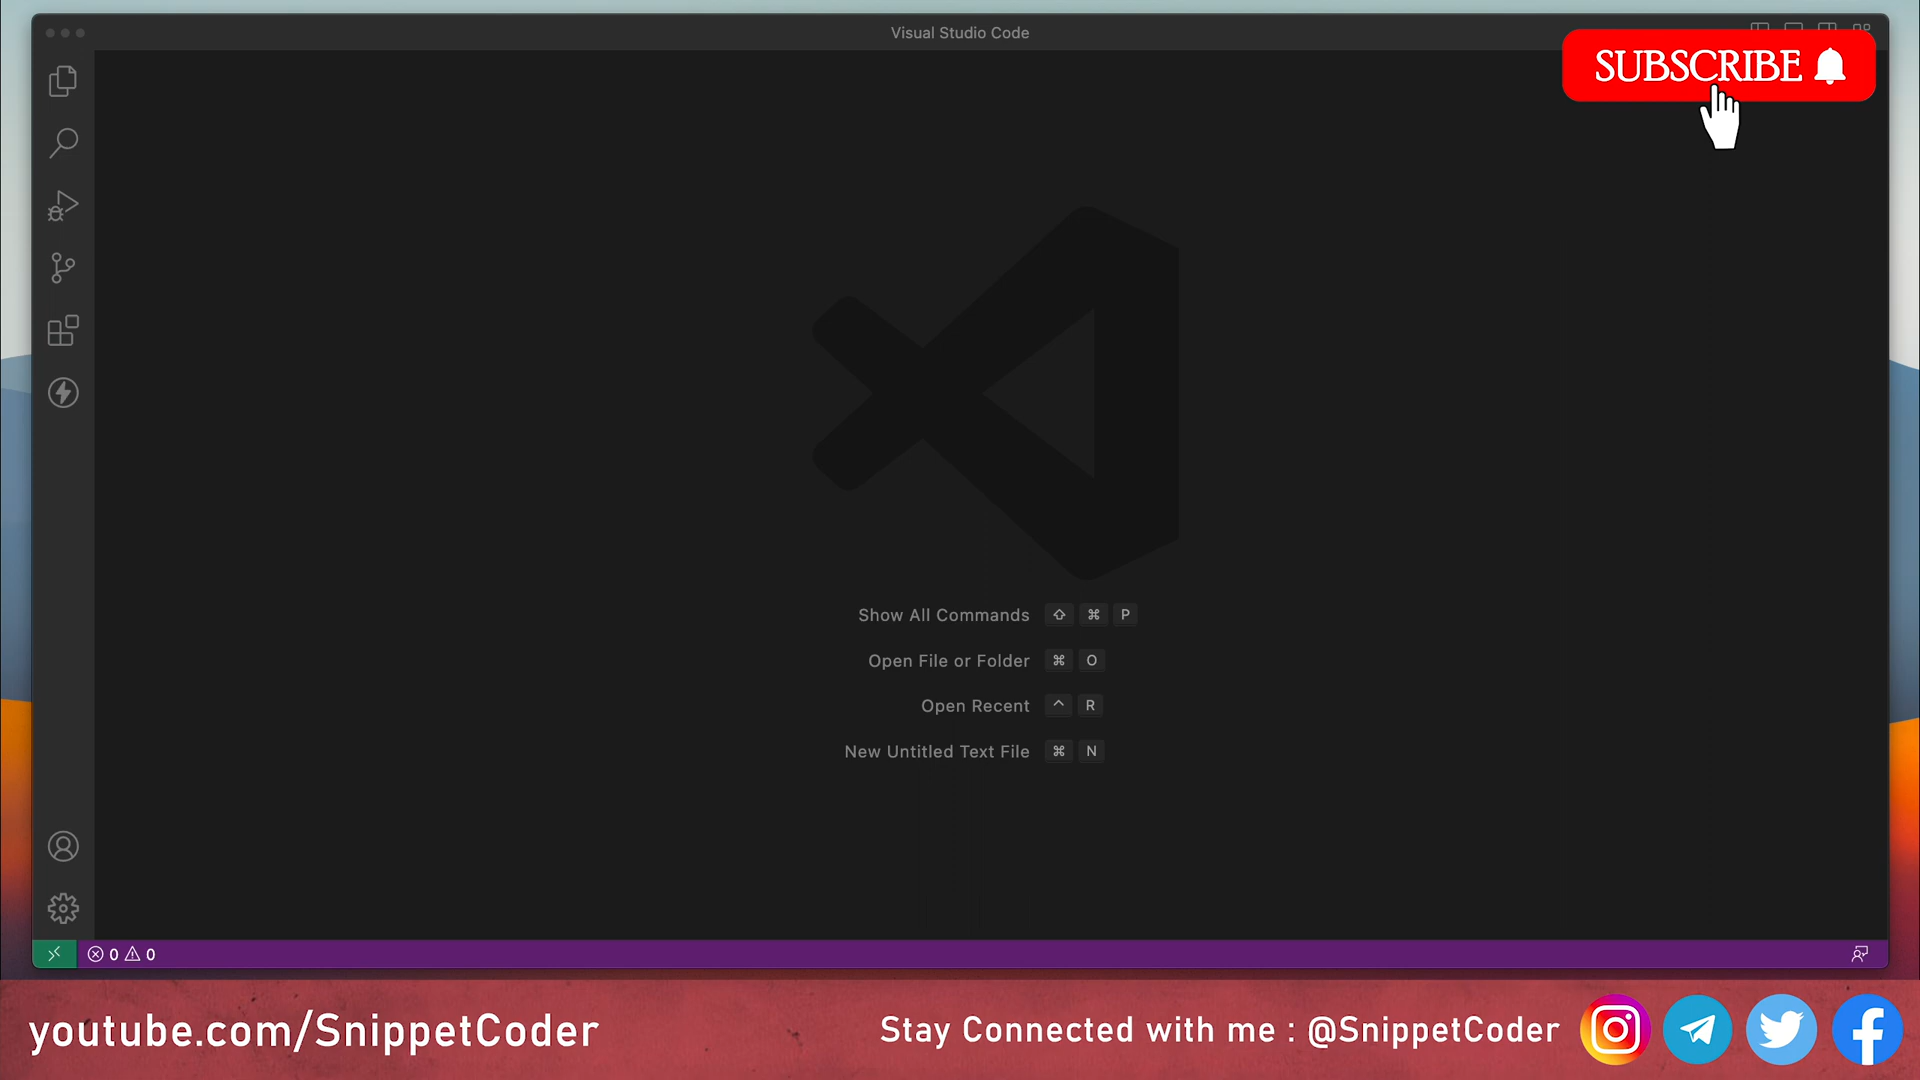 Visual Studio Code
SUBSCRIBE
Show All Commands ⇧ ⌘ P
Open File or Folder ⌘ O
Open Recent ^ R
New Untitled Text File ⌘ N
0 0
youtube.com/SnippetCoder
Stay Connected with me : @SnippetCoder